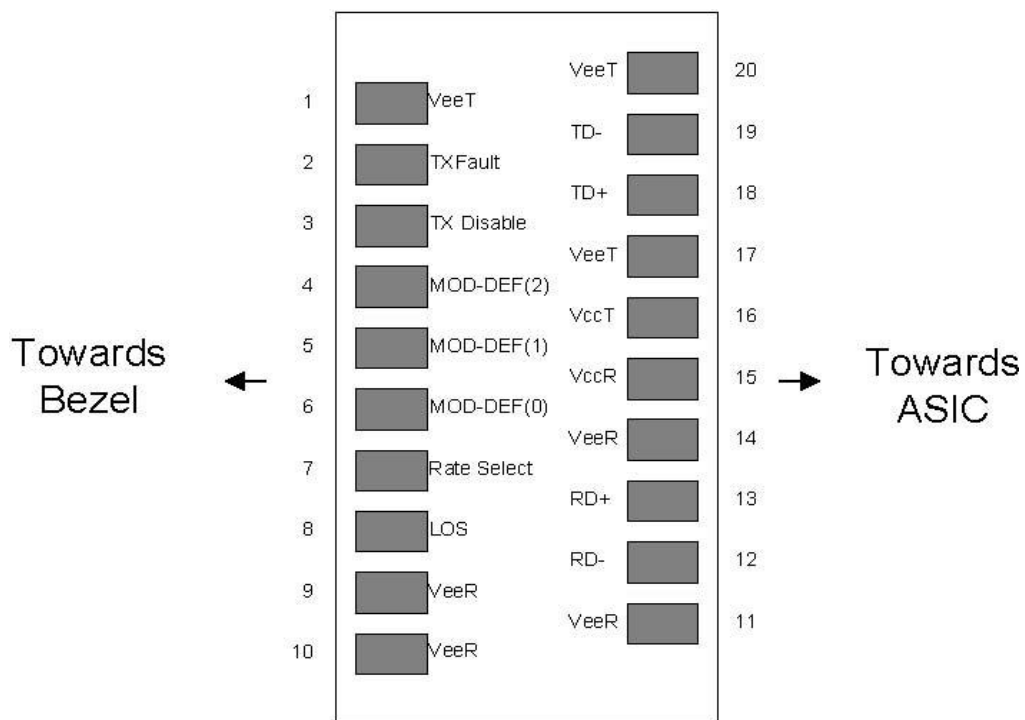 VeeT 20
1 VeeT
TD- 19
2 TXFault
TD+ 18
3 TX Disable
VeeT 17
4 MOD-DEF(2)
VccT 16
5 MOD-DEF(1)
Towards
Bezel
VccR 15
Towards
ASIC
6 MOD-DEF(0)
VeeR 14
7 Rate Select
RD+ 13
8 LOS
RD- 12
9 VeeR
VeeR 11
10 VeeR